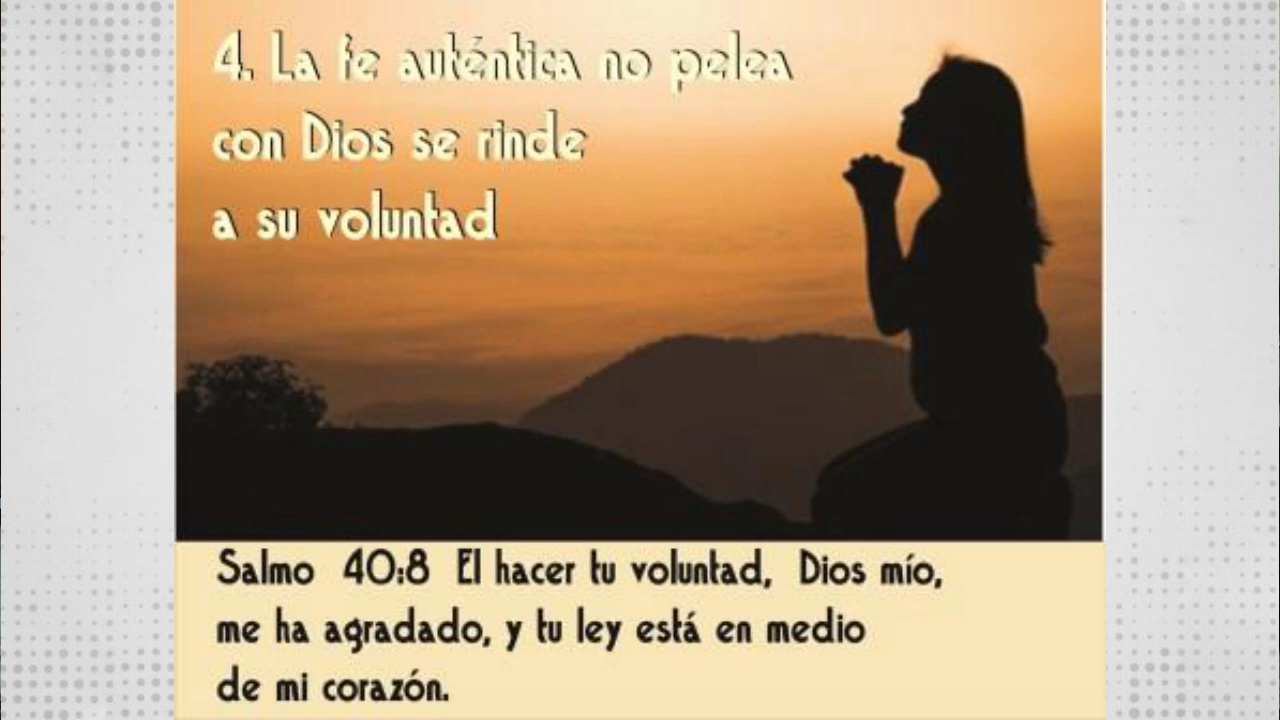 4. La fe auténtica no pelea
con Dios se rinde
a su voluntad
Salmo 40:8 El hacer tu voluntad, Dios mío,
me ha agradado, y tu ley está en medio
de mi corazón.